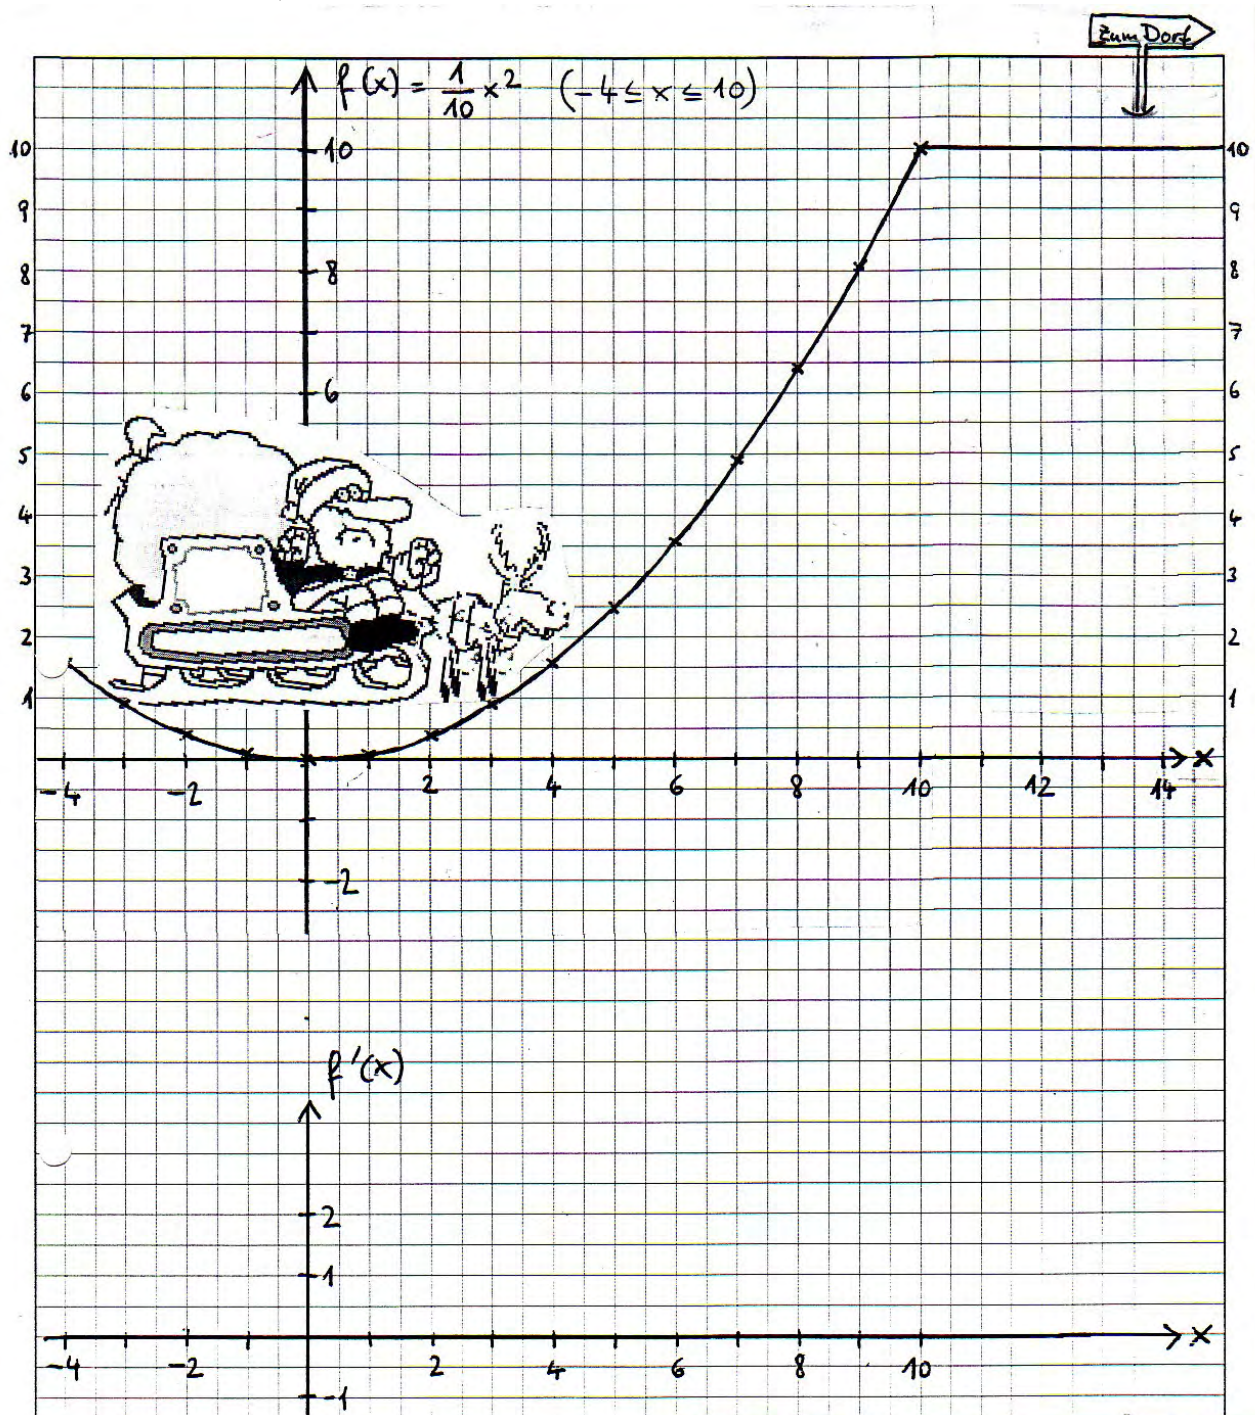 Zum Dorf
f(x) = 1/10 x² (-4 ≤ x ≤ 10)
10 10 10
9 9
8 8 8
7 7
6 6 6
5 5
4 4
3 3
2 2
1 1
x
-4 -2 2 4 6 8 10 12 14
-2
f'(x)
2
1
x
-4 -2 2 4 6 8 10
-1